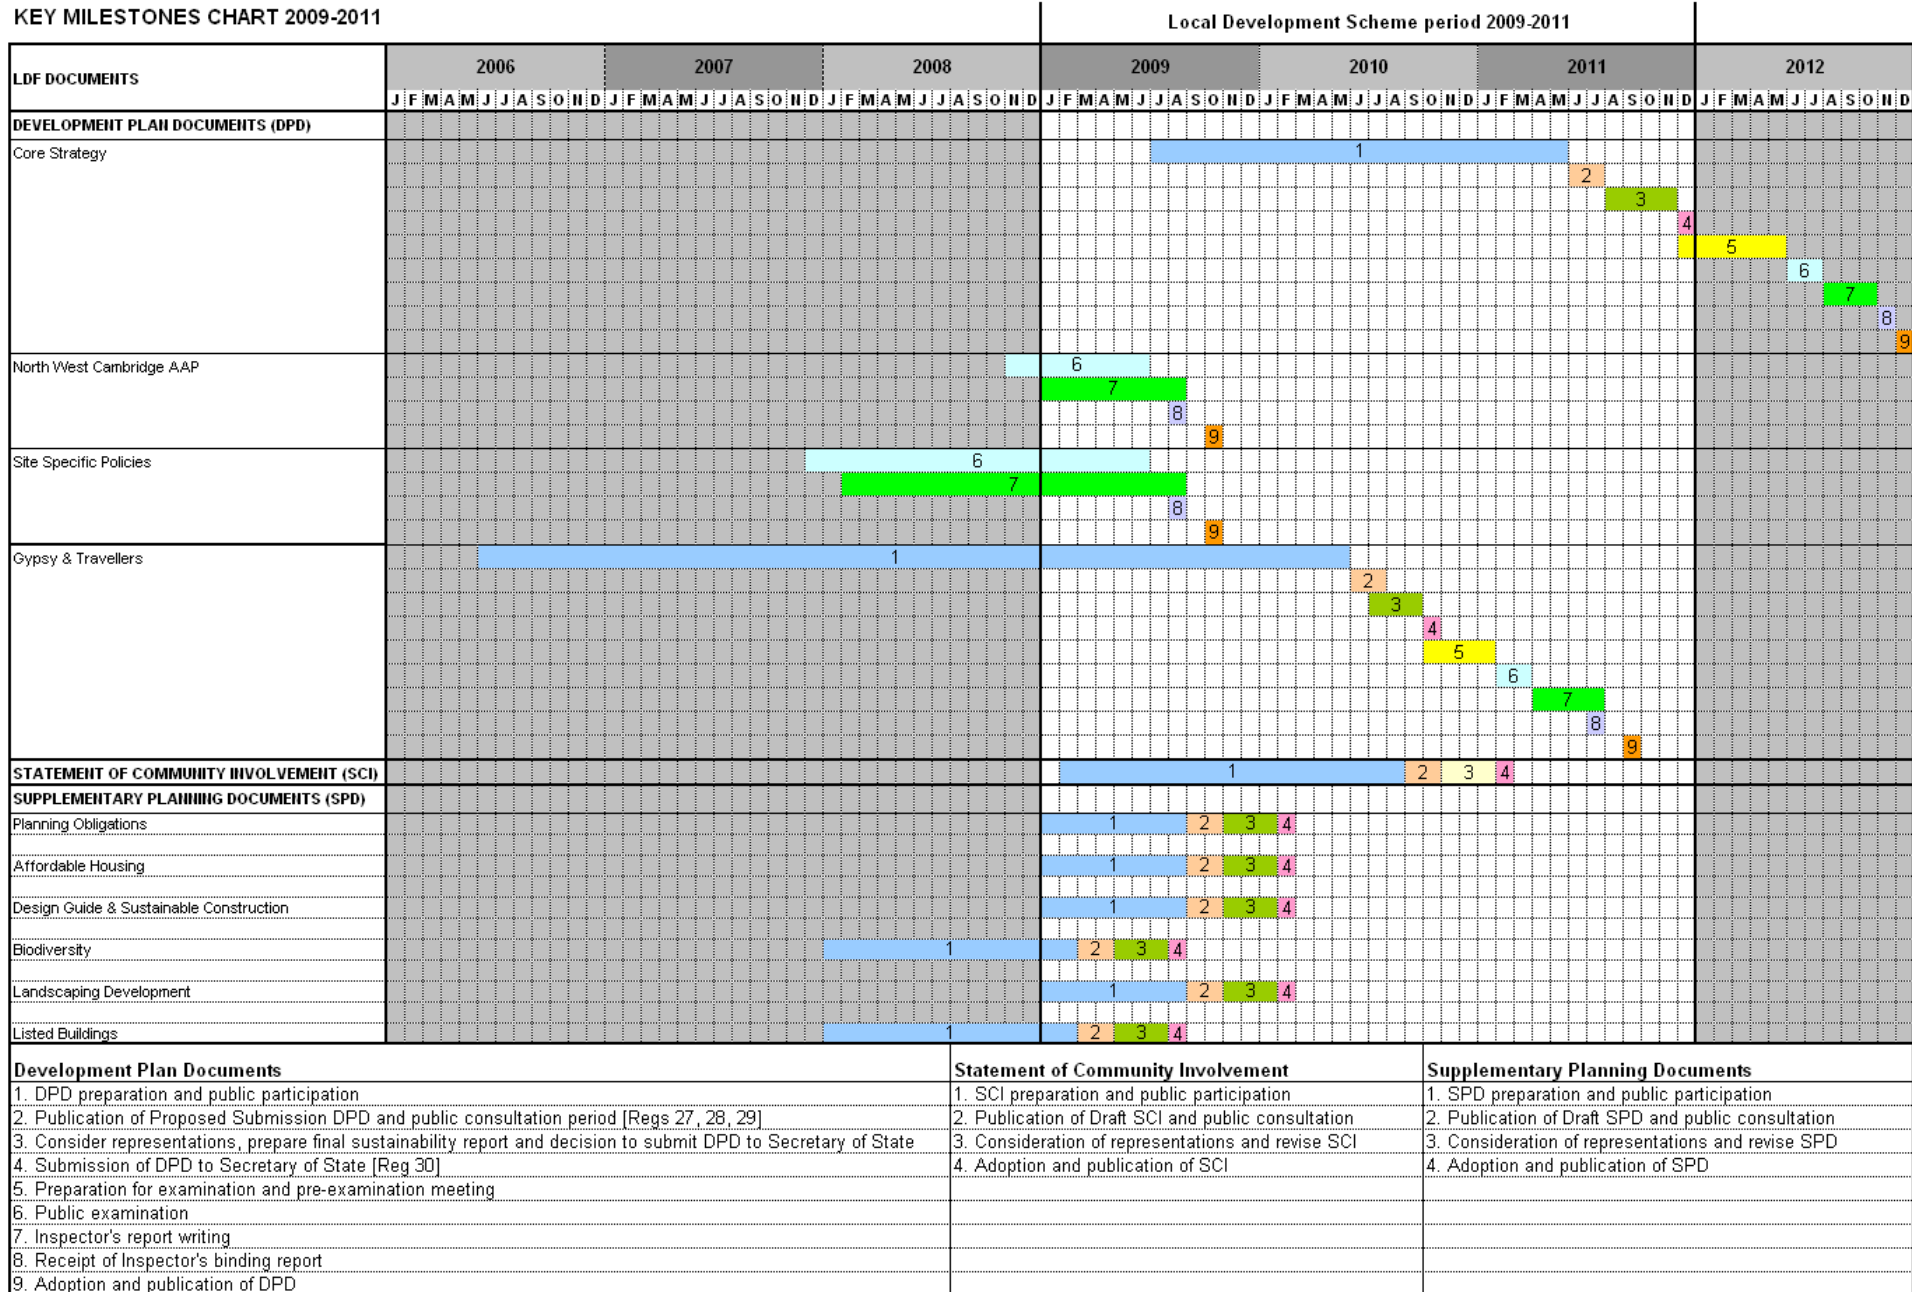 KEY MILESTONES CHART 2009-2011
Local Development Scheme period 2009-2011
LDF DOCUMENTS
2006 2007 2008 2009 2010 2011 2012
J F M A M J J A S O N D J F M A M J J A S O N D J F M A M J J A S O N D J F M A M J J A S O N D J F M A M J J A S O N D J F M A M J J A S O N D J F M A M J J A S O N D
DEVELOPMENT PLAN DOCUMENTS (DPD)
Core Strategy 1
2
3
4
5
6
7
8
9
North West Cambridge AAP 6
7
8
9
Site Specific Policies 6
7
8
9
Gypsy & Travellers 1
2
3
4
5
6
7
8
9
STATEMENT OF COMMUNITY INVOLVEMENT (SCI) 1 2 3 4
SUPPLEMENTARY PLANNING DOCUMENTS (SPD)
Planning Obligations 1 2 3 4
Affordable Housing 1 2 3 4
Design Guide & Sustainable Construction 1 2 3 4
Biodiversity 1 2 3 4
Landscaping Development 1 2 3 4
Listed Buildings 1 2 3 4
Development Plan Documents
1. DPD preparation and public participation
2. Publication of Proposed Submission DPD and public consultation period [Regs 27, 28, 29]
3. Consider representations, prepare final sustainability report and decision to submit DPD to Secretary of State
4. Submission of DPD to Secretary of State [Reg 30]
5. Preparation for examination and pre-examination meeting
6. Public examination
7. Inspector's report writing
8. Receipt of Inspector's binding report
9. Adoption and publication of DPD
Statement of Community Involvement
1. SCI preparation and public participation
2. Publication of Draft SCI and public consultation
3. Consideration of representations and revise SCI
4. Adoption and publication of SCI
Supplementary Planning Documents
1. SPD preparation and public participation
2. Publication of Draft SPD and public consultation
3. Consideration of representations and revise SPD
4. Adoption and publication of SPD